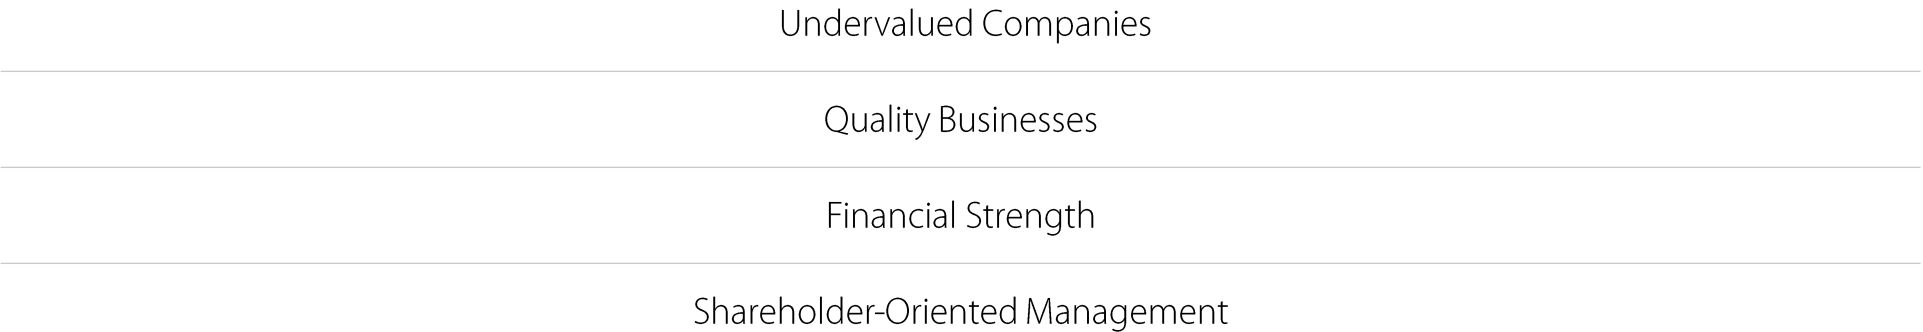 Undervalued Companies
Quality Businesses
Financial Strength
Shareholder-Oriented Management